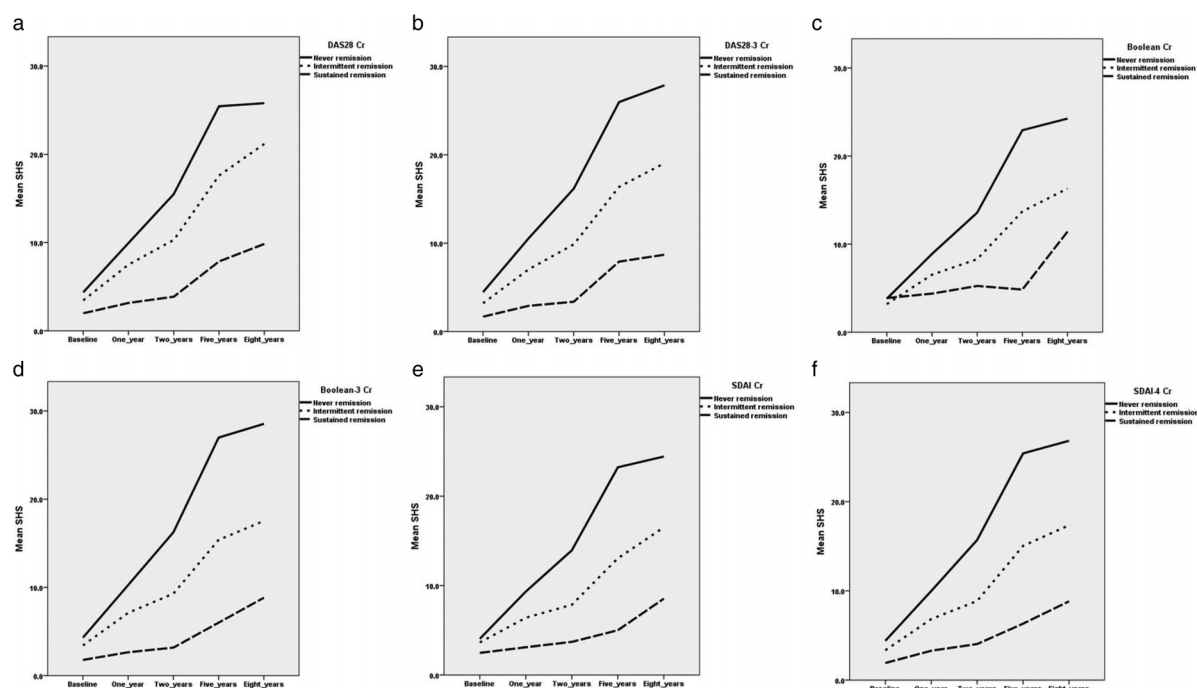 a
DAS28 Cr
Never remission
Intermittent remission
Sustained remission
30.0
20.0
10.0
0.0
Mean SHS
Baseline One_year Two_years Five_years Eight_years
b
DAS28-3 Cr
Never remission
Intermittent remission
Sustained remission
30.0
20.0
10.0
0.0
Mean SHS
Baseline One_year Two_years Five_years Eight_years
c
Boolean Cr
Never remission
Intermittent remission
Sustained remission
30.0
20.0
10.0
0.0
Mean SHS
Baseline One_year Two_years Five_years Eight_years
d
Boolean-3 Cr
Never remission
Intermittent remission
Sustained remission
30.0
20.0
10.0
0.0
Mean SHS
Baseline One_year Two_years Five_years Eight_years
e
SDAI Cr
Never remission
Intermittent remission
Sustained remission
30.0
20.0
10.0
0.0
Mean SHS
Baseline One_year Two_years Five_years Eight_years
f
SDAI-4 Cr
Never remission
Intermittent remission
Sustained remission
30.0
20.0
10.0
0.0
Mean SHS
Baseline One_year Two_years Five_years Eight_years